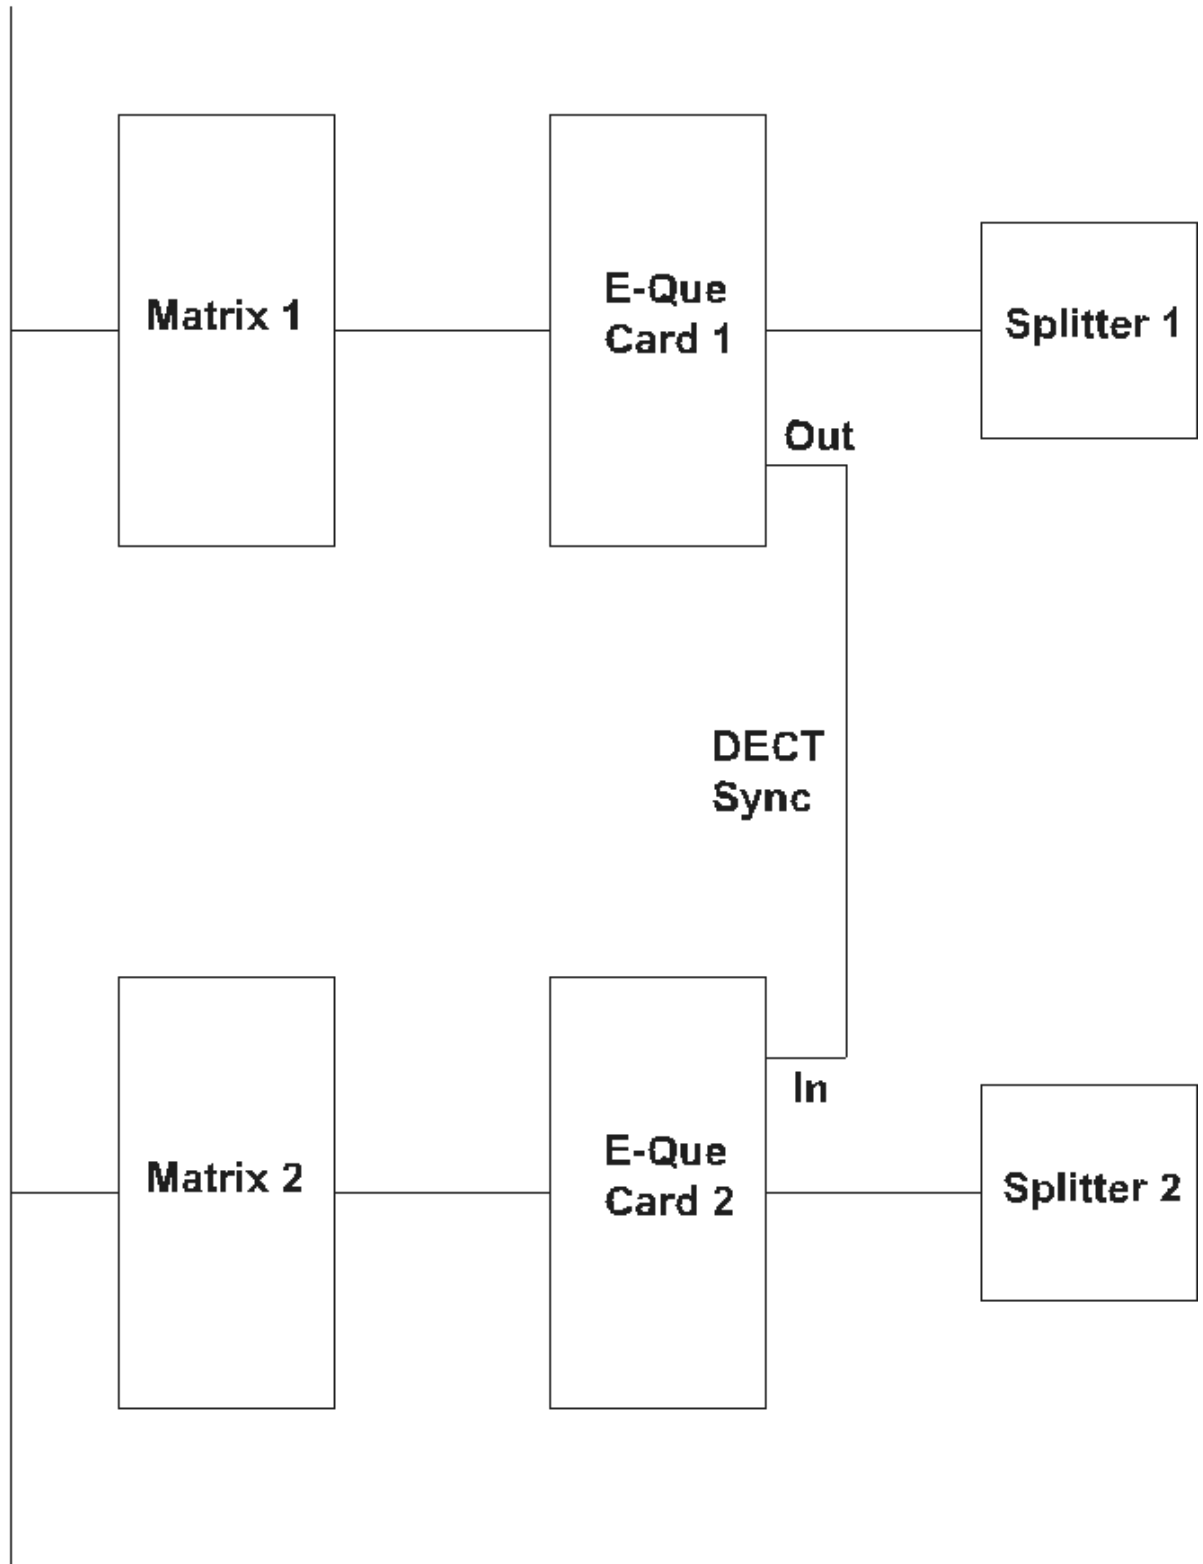 Matrix 1
E-Que
Card 1
Splitter 1
Out
DECT
Sync
In
Matrix 2
E-Que
Card 2
Splitter 2